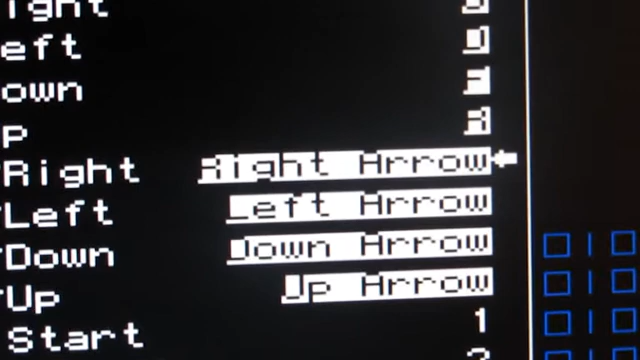 ight
eft D
own F
P R
Right Right Arrow
Left Left Arrow
Down Down Arrow
Up Up Arrow
Start 1